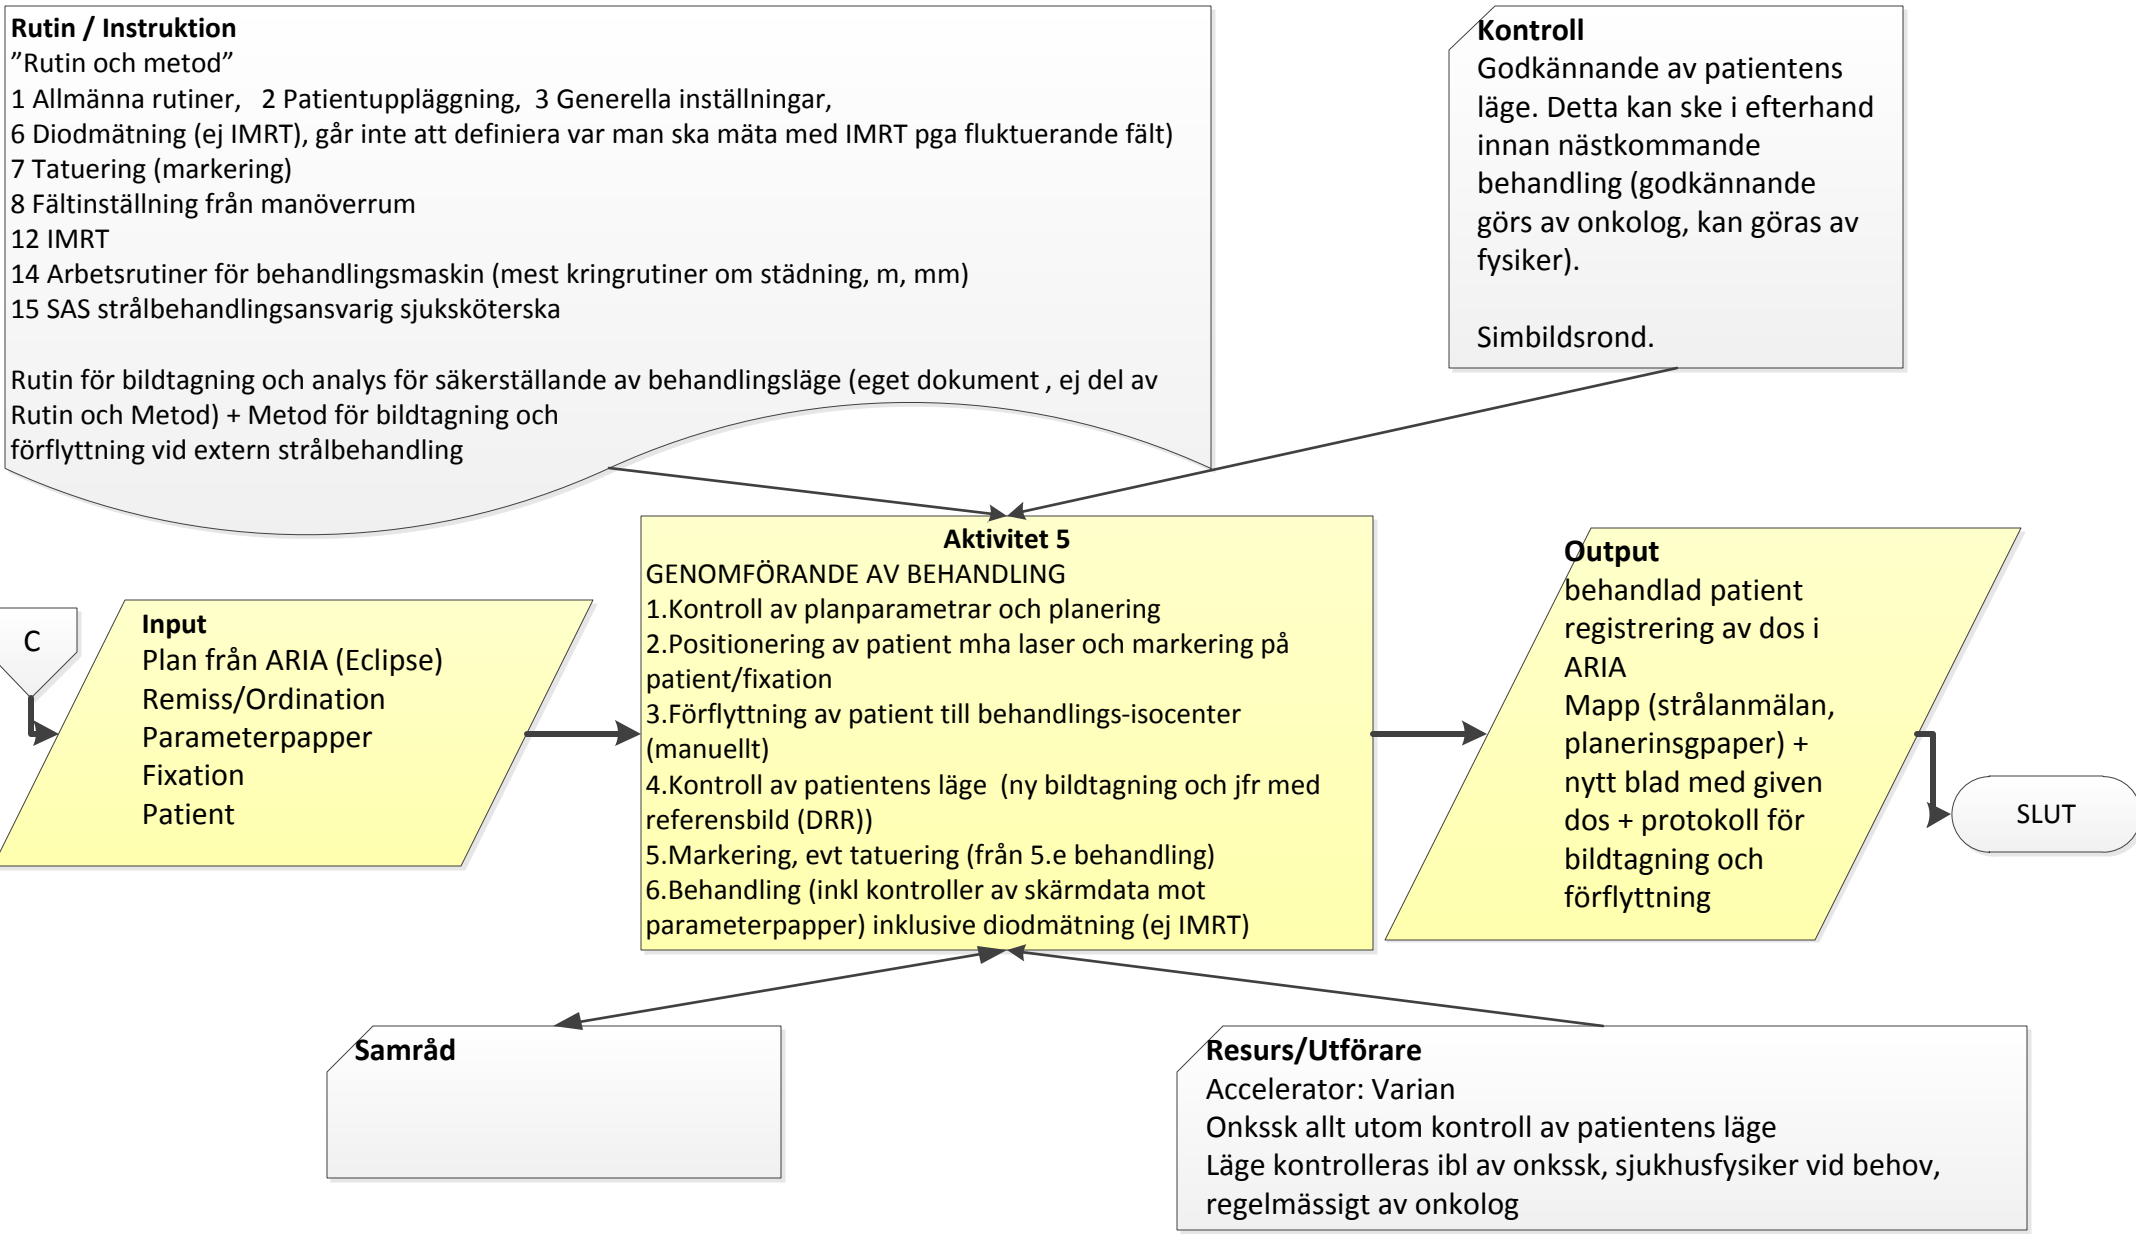 Rutin / Instruktion
”Rutin och metod”
1 Allmänna rutiner,   2 Patientuppläggning,  3 Generella inställningar,
6 Diodmätning (ej IMRT), går inte att definiera var man ska mäta med IMRT pga fluktuerande fält)
7 Tatuering (markering)
8 Fältinställning från manöverrum
12 IMRT
14 Arbetsrutiner för behandlingsmaskin (mest kringrutiner om städning, m, mm)
15 SAS strålbehandlingsansvarig sjuksköterska
Rutin för bildtagning och analys för säkerställande av behandlingsläge (eget dokument , ej del av
Rutin och Metod) + Metod för bildtagning och
förflyttning vid extern strålbehandling
Kontroll
Godkännande av patientens
läge. Detta kan ske i efterhand
innan nästkommande
behandling (godkännande
görs av onkolog, kan göras av
fysiker).
Simbildsrond.
C
Input
Plan från ARIA (Eclipse)
Remiss/Ordination
Parameterpapper
Fixation
Patient
Aktivitet 5
GENOMFÖRANDE AV BEHANDLING
1.Kontroll av planparametrar och planering
2.Positionering av patient mha laser och markering på
patient/fixation
3.Förflyttning av patient till behandlings-isocenter
(manuellt)
4.Kontroll av patientens läge  (ny bildtagning och jfr med
referensbild (DRR))
5.Markering, evt tatuering (från 5.e behandling)
6.Behandling (inkl kontroller av skärmdata mot
parameterpapper) inklusive diodmätning (ej IMRT)
Output
behandlad patient
registrering av dos i
ARIA
Mapp (strålanmälan,
planerinsgpaper) +
nytt blad med given
dos + protokoll för
bildtagning och
förflyttning
SLUT
Samråd
Resurs/Utförare
Accelerator: Varian
Onkssk allt utom kontroll av patientens läge
Läge kontrolleras ibl av onkssk, sjukhusfysiker vid behov,
regelmässigt av onkolog